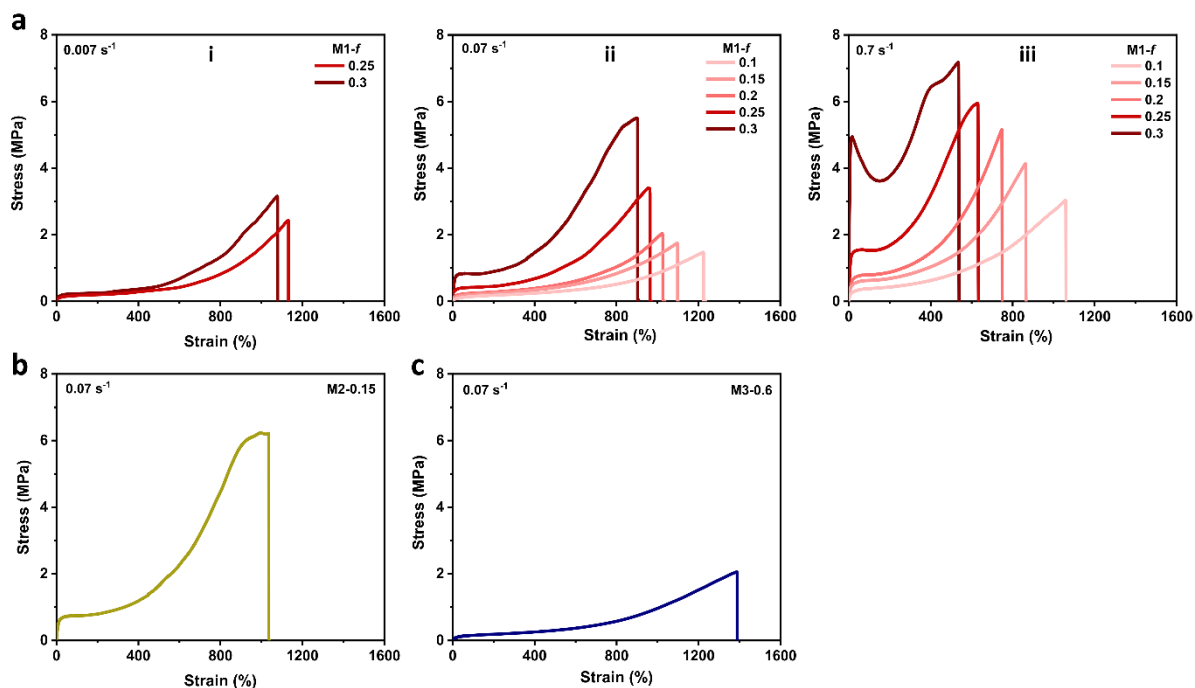 a
0.007 s⁻¹
i
M1-f
0.25
0.3
Stress (MPa)
8
6
4
2
0
0 400 800 1200 1600
Strain (%)
0.07 s⁻¹
ii
M1-f
0.1
0.15
0.2
0.25
0.3
Stress (MPa)
8
6
4
2
0
0 400 800 1200 1600
Strain (%)
0.7 s⁻¹
iii
M1-f
0.1
0.15
0.2
0.25
0.3
Stress (MPa)
8
6
4
2
0
0 400 800 1200 1600
Strain (%)
b
0.07 s⁻¹
M2-0.15
Stress (MPa)
8
6
4
2
0
0 400 800 1200 1600
Strain (%)
c
0.07 s⁻¹
M3-0.6
Stress (MPa)
8
6
4
2
0
0 400 800 1200 1600
Strain (%)